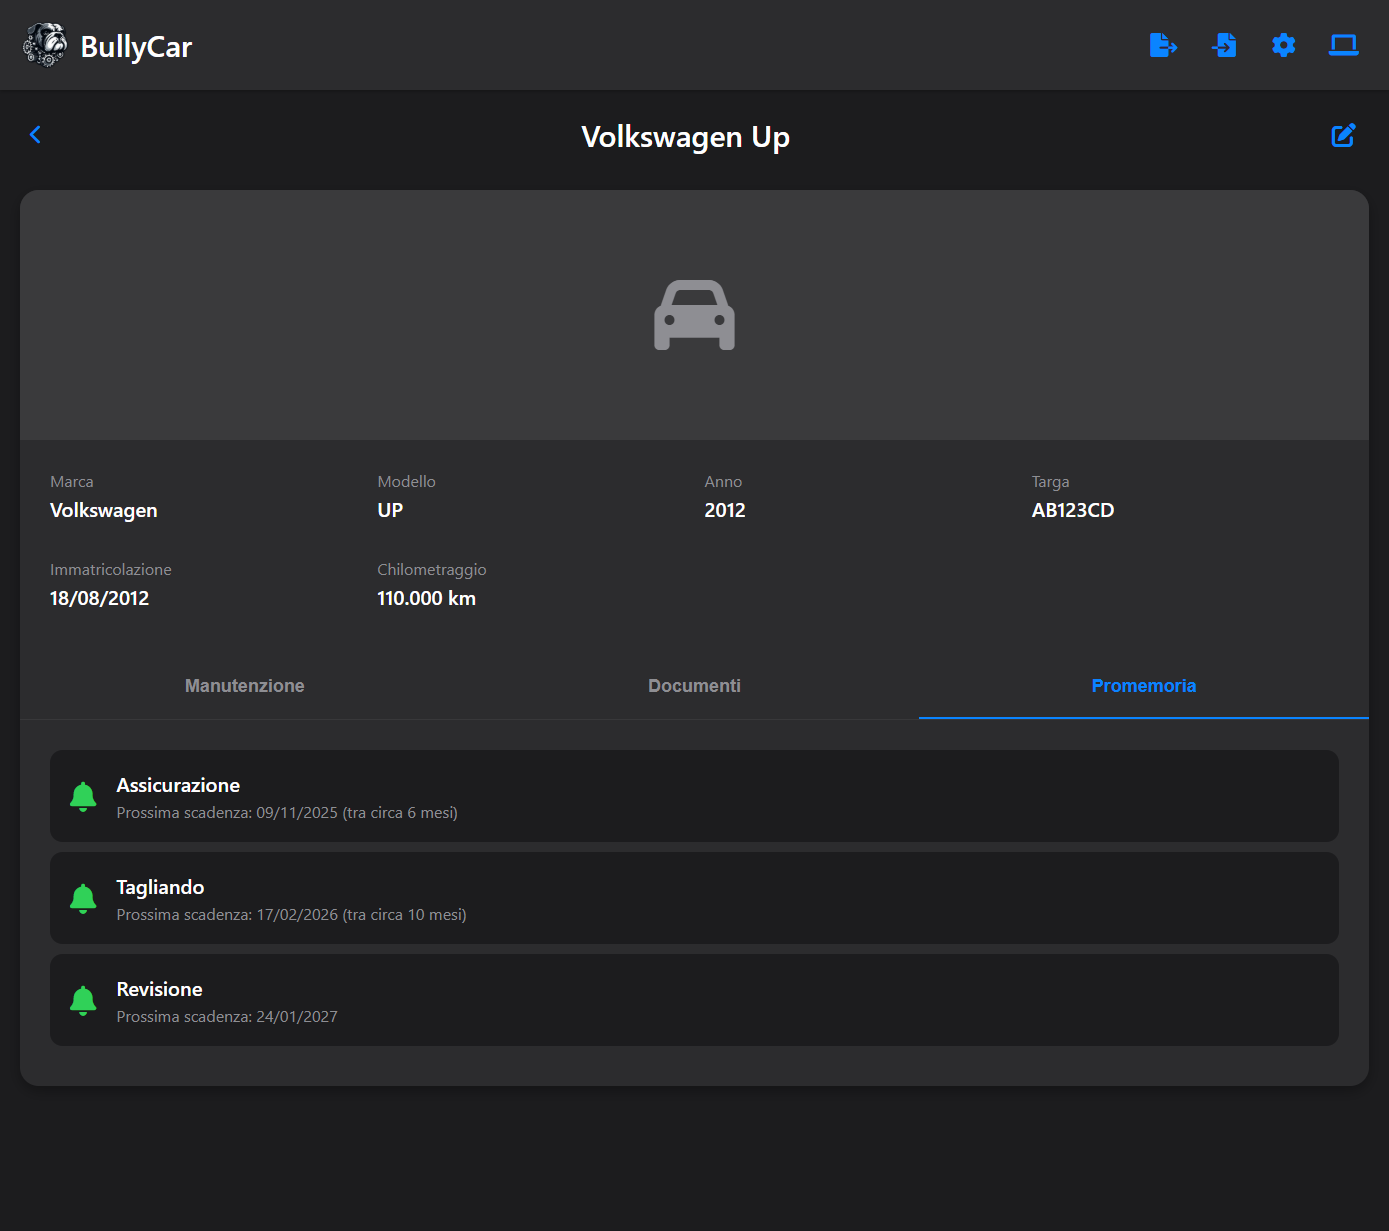 BullyCar
Volkswagen Up
Marca
Volkswagen
Modello
UP
Anno
2012
Targa
AB123CD
Immatricolazione
18/08/2012
Chilometraggio
110.000 km
Manutenzione
Documenti
Promemoria
Assicurazione
Prossima scadenza: 09/11/2025 (tra circa 6 mesi)
Tagliando
Prossima scadenza: 17/02/2026 (tra circa 10 mesi)
Revisione
Prossima scadenza: 24/01/2027